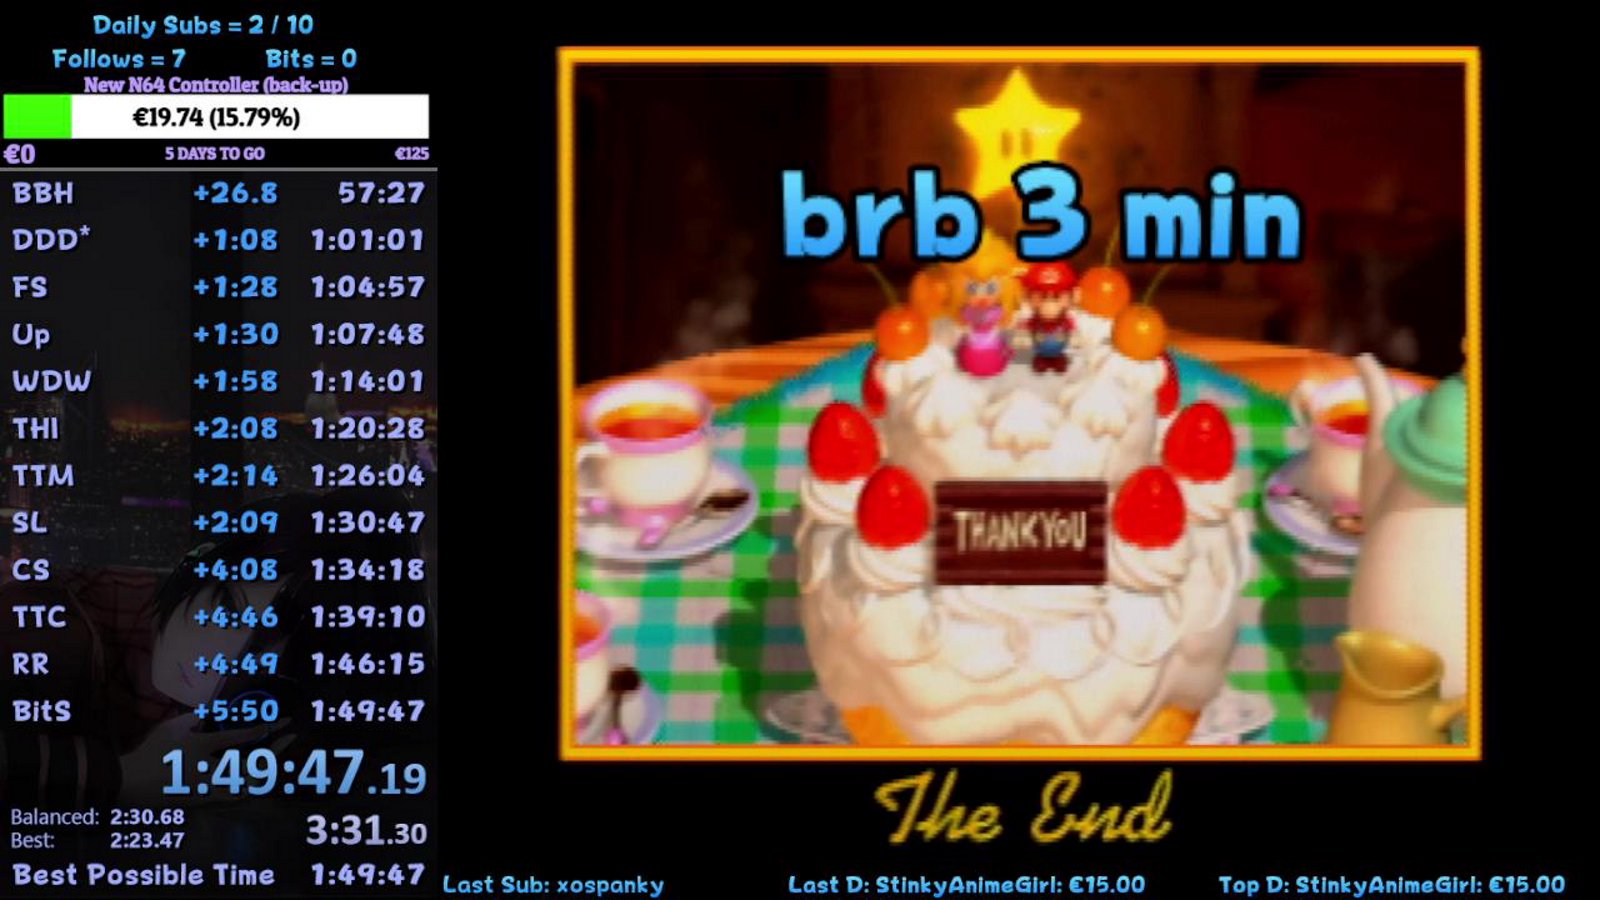 Daily Subs = 2 / 10
Follows = 7 Bits = 0
New N64 Controller (back-up)
€19.74 (15.79%)
€0 5 DAYS TO GO €125
BBH +26.8 57:27
DDD* +1:08 1:01:01
FS +1:28 1:04:57
Up +1:30 1:07:48
WDW +1:58 1:14:01
THI +2:08 1:20:28
TTM +2:14 1:26:04
SL +2:09 1:30:47
CS +4:08 1:34:18
TTC +4:46 1:39:10
RR +4:49 1:46:15
BitS +5:50 1:49:47
1:49:47.19
Balanced: 2:30.68
Best: 2:23.47
3:31.30
Best Possible Time 1:49:47
brb 3 min
THANK YOU
The End
Last Sub: xospanky
Last D: StinkyAnimeGirl: €15.00
Top D: StinkyAnimeGirl: €15.00